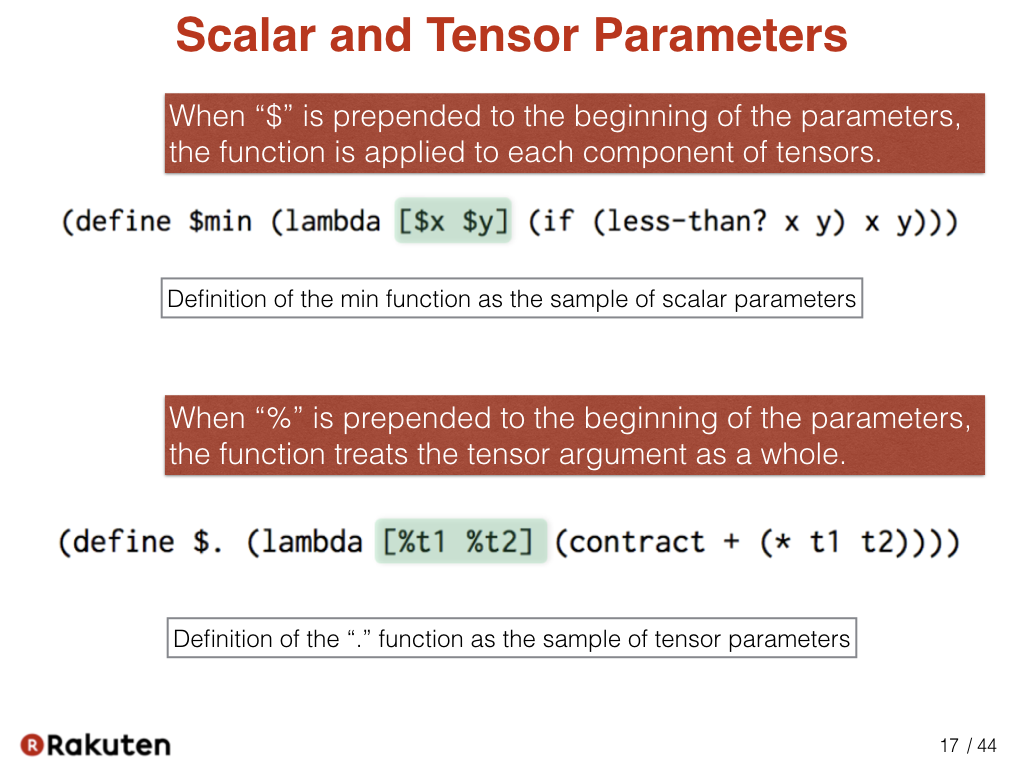 Scalar and Tensor Parameters
When “$” is prepended to the beginning of the parameters,
the function is applied to each component of tensors.
(define $min (lambda [$x $y] (if (less-than? x y) x y)))
Definition of the min function as the sample of scalar parameters
When “%” is prepended to the beginning of the parameters,
the function treats the tensor argument as a whole.
(define $. (lambda [%t1 %t2] (contract + (* t1 t2))))
Definition of the “.” function as the sample of tensor parameters
R Rakuten
17 / 44